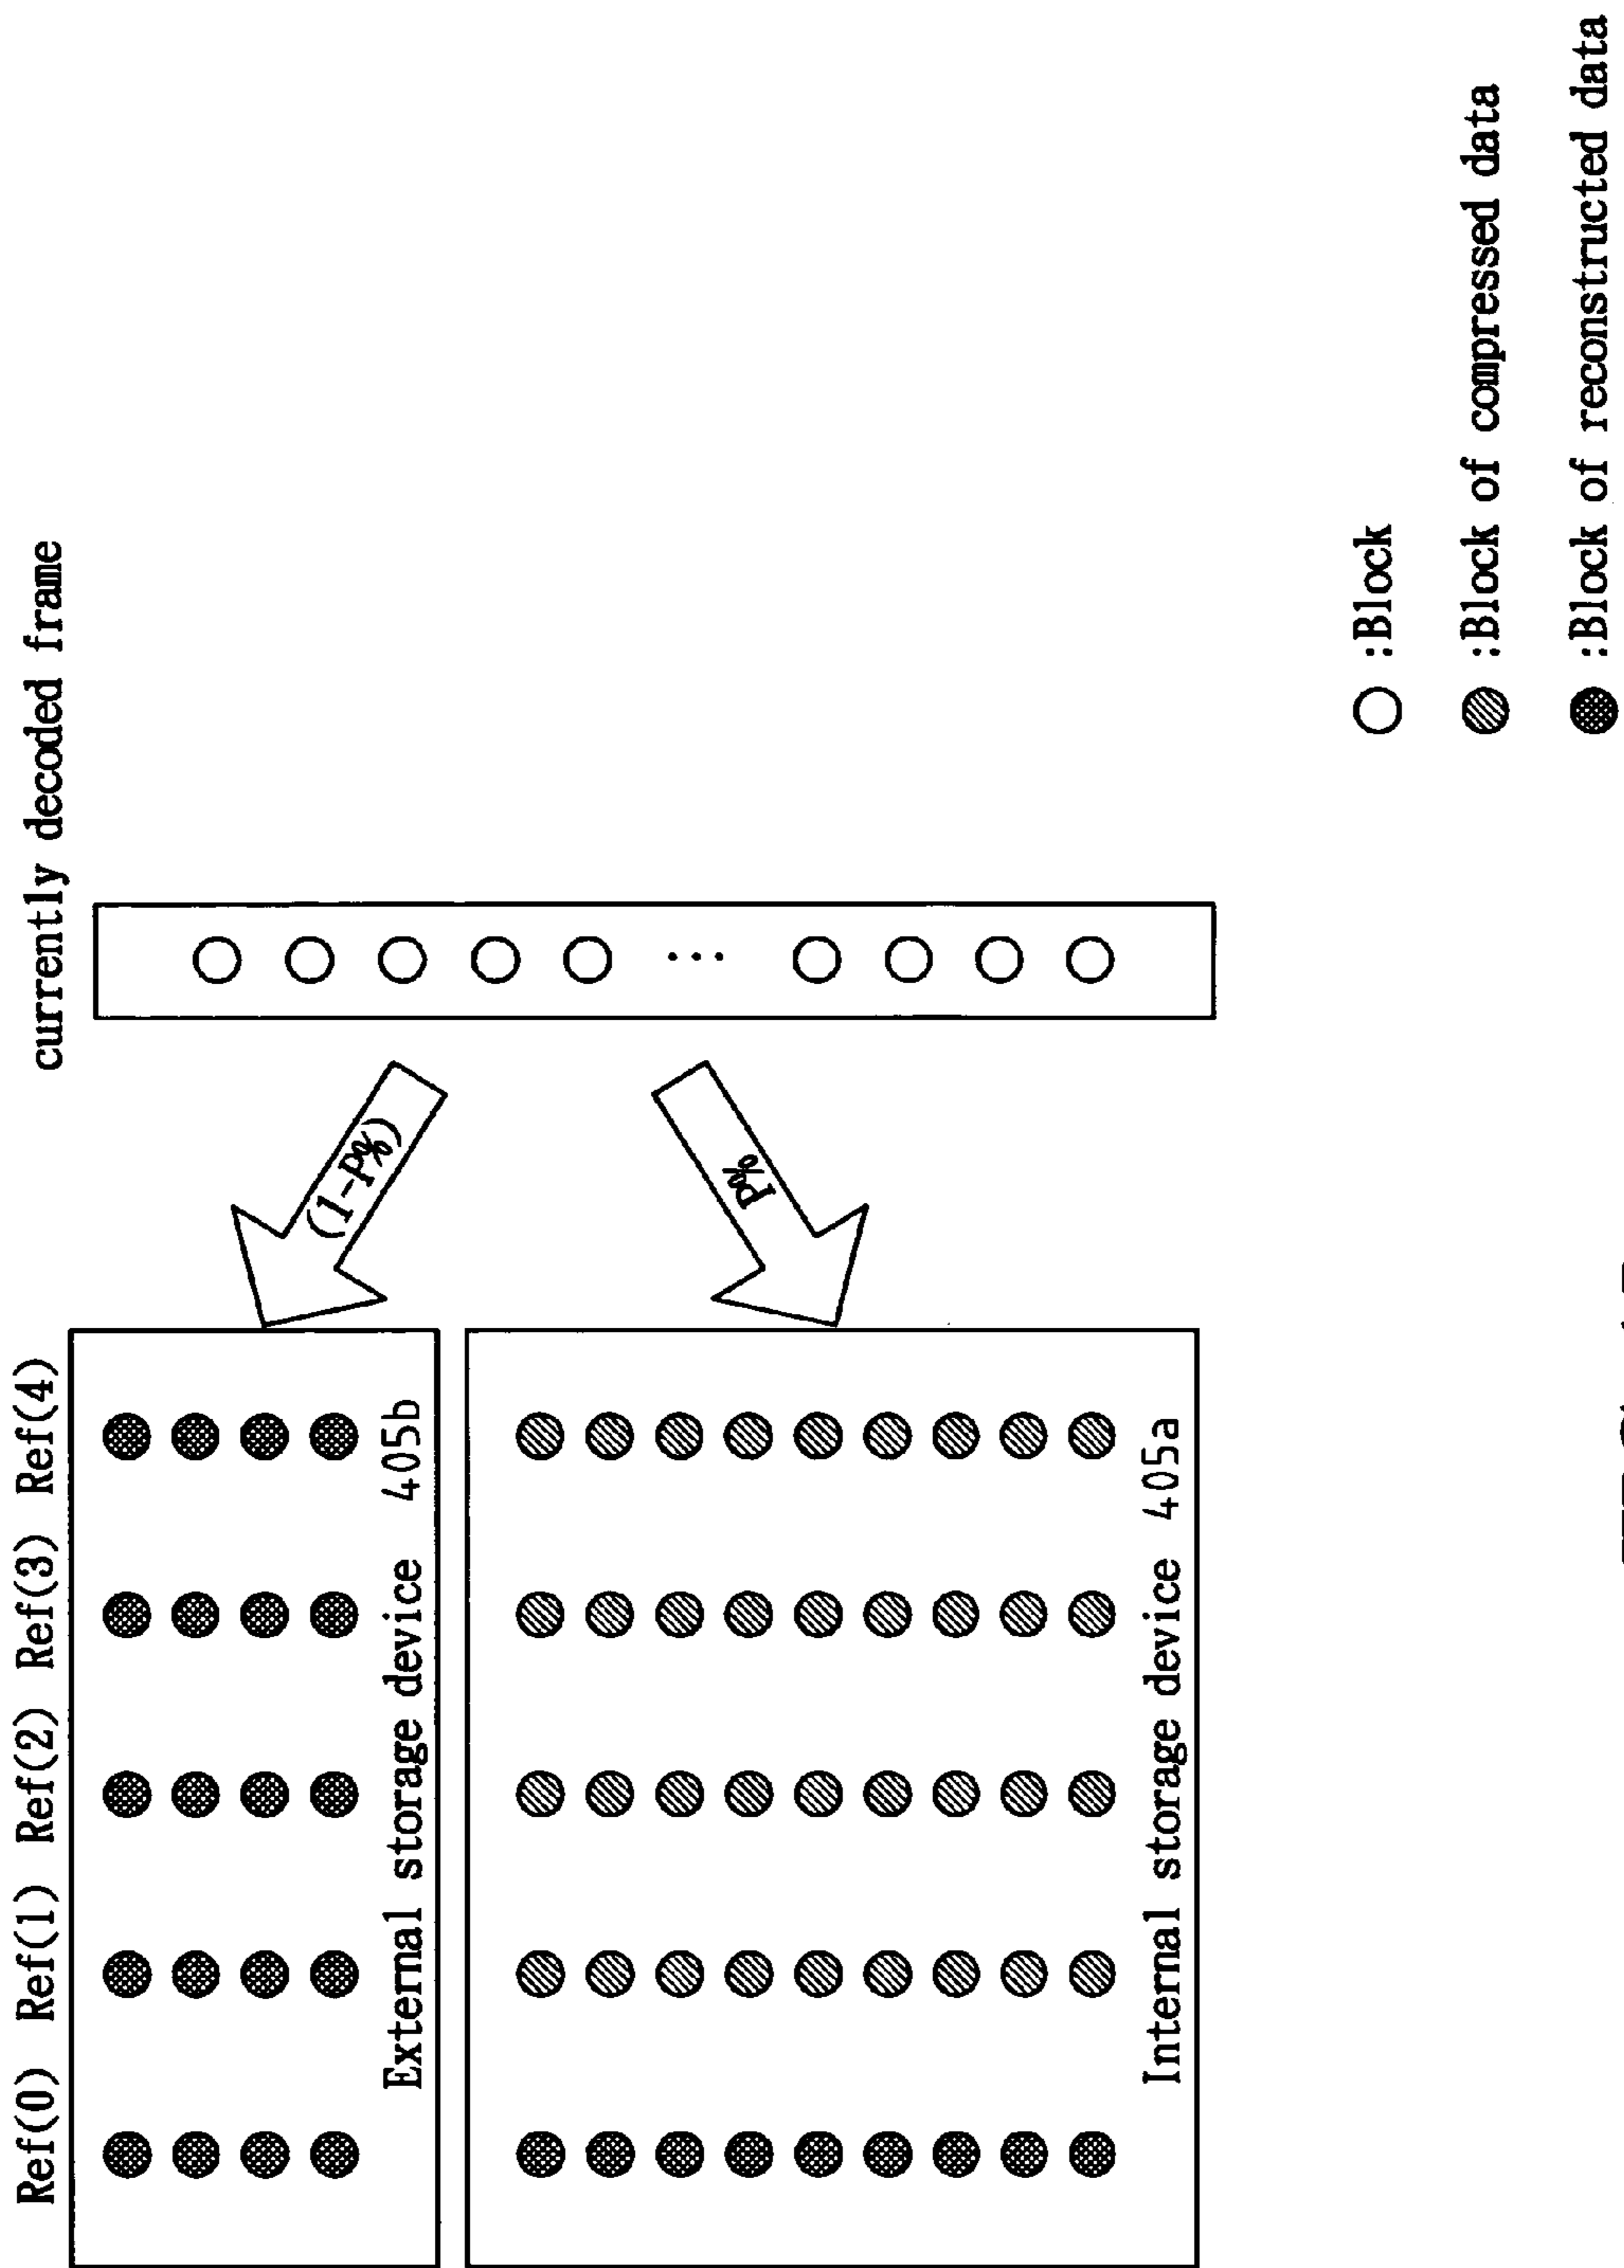 Ref(0) Ref(1) Ref(2) Ref(3) Ref(4)
currently decoded frame
(1-P%)
External storage device 405b
P%
Internal storage device 405a
:Block
:Block of compressed data
:Block of reconstructed data